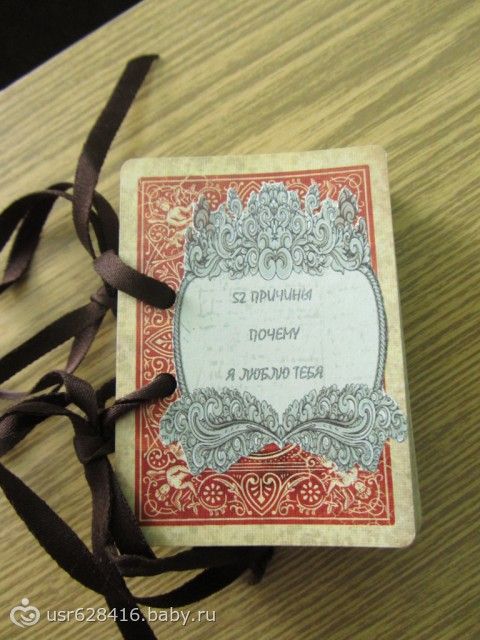 52 ПРИЧИНЫ
ПОЧЕМУ
Я ЛЮБЛЮ ТЕБЯ
usr628416.baby.ru